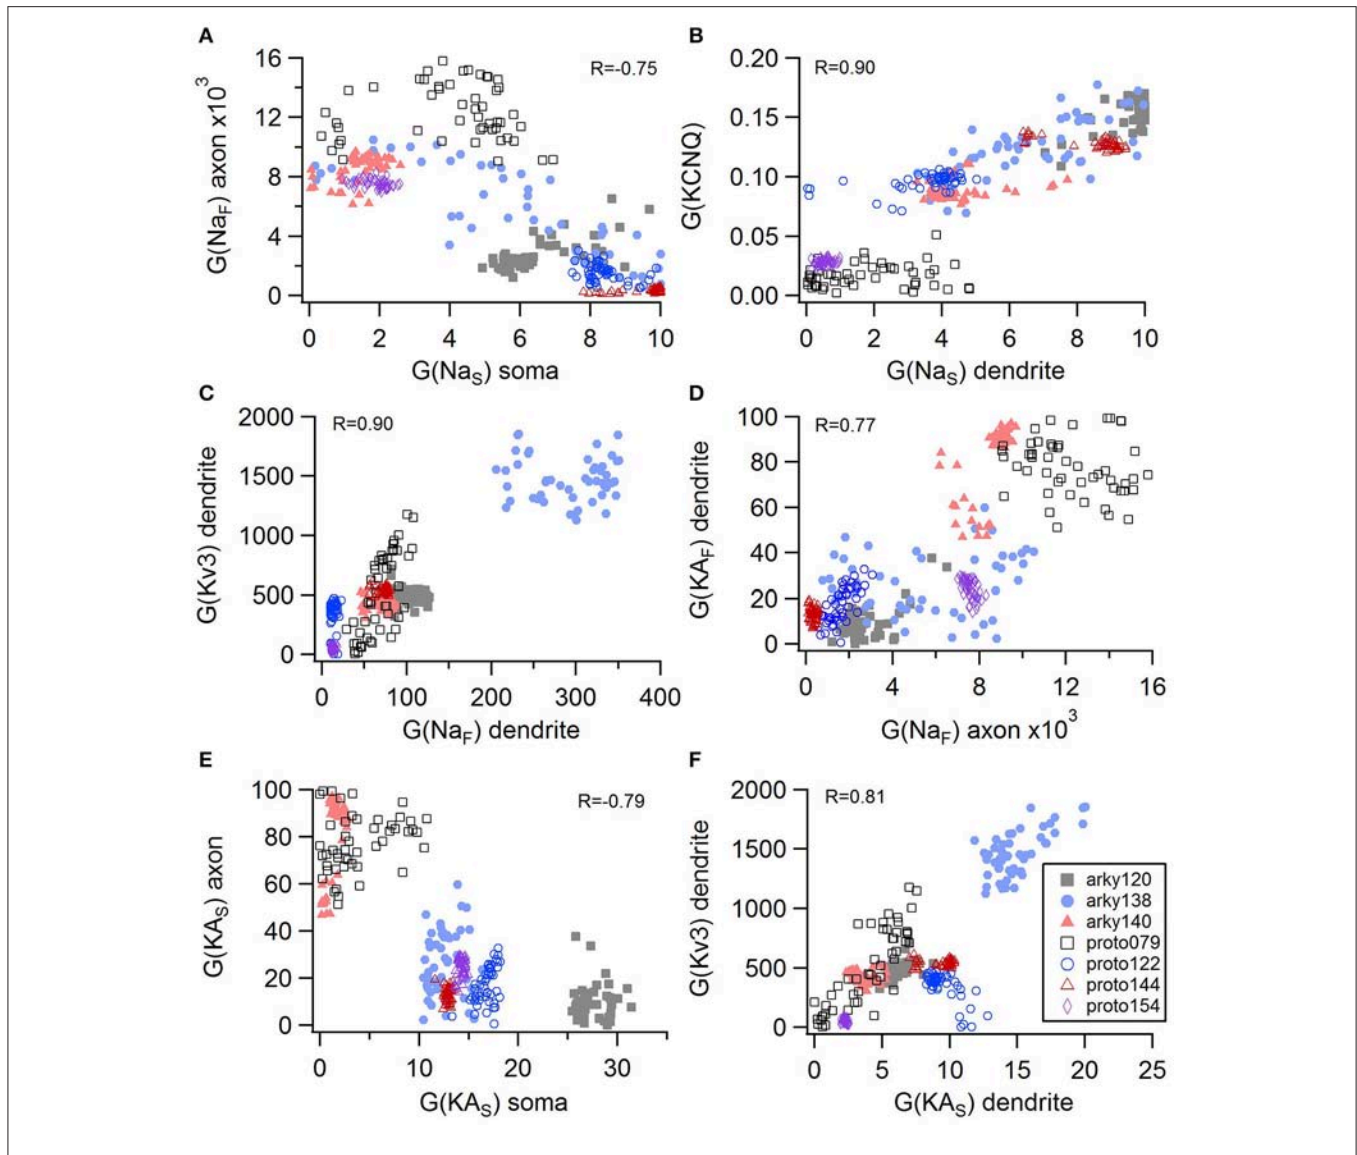 A
B
16
12
8
4
0
G(NaF) axon x10³
R=-0.75
0 2 4 6 8 10
G(NaS) soma
0.20
0.15
0.10
0.05
0.00
G(KCNQ)
R=0.90
0 2 4 6 8 10
G(NaS) dendrite
C
D
2000
1500
1000
500
0
G(Kv3) dendrite
R=0.90
0 100 200 300 400
G(NaF) dendrite
100
80
60
40
20
0
G(KAF) dendrite
R=0.77
0 4 8 12 16
G(NaF) axon x10³
E
F
100
80
60
40
20
0
G(KAS) axon
R=-0.79
0 10 20 30
G(KAS) soma
2000
1500
1000
500
0
G(Kv3) dendrite
R=0.81
arky120
arky138
arky140
proto079
proto122
proto144
proto154
0 5 10 15 20 25
G(KAS) dendrite